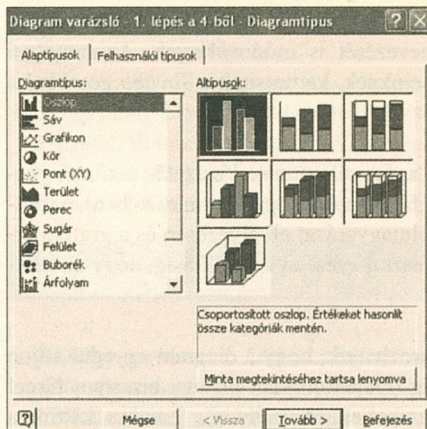 Diagram varázsló - 1. lépés a 4-ből - Diagramtípus
Alaptípusok
Felhasználói típusok
Diagramtípus:
Altípusok:
Oszlop
Sáv
Grafikon
Kör
Pont (XY)
Terület
Perec
Sugár
Felület
Buborék
Árfolyam
Csoportosított oszlop. Értékeket hasonlít
össze kategóriák mentén.
Minta megtekintéséhez tartsa lenyomva
Mégse
< Vissza
Tovább >
Befejezés